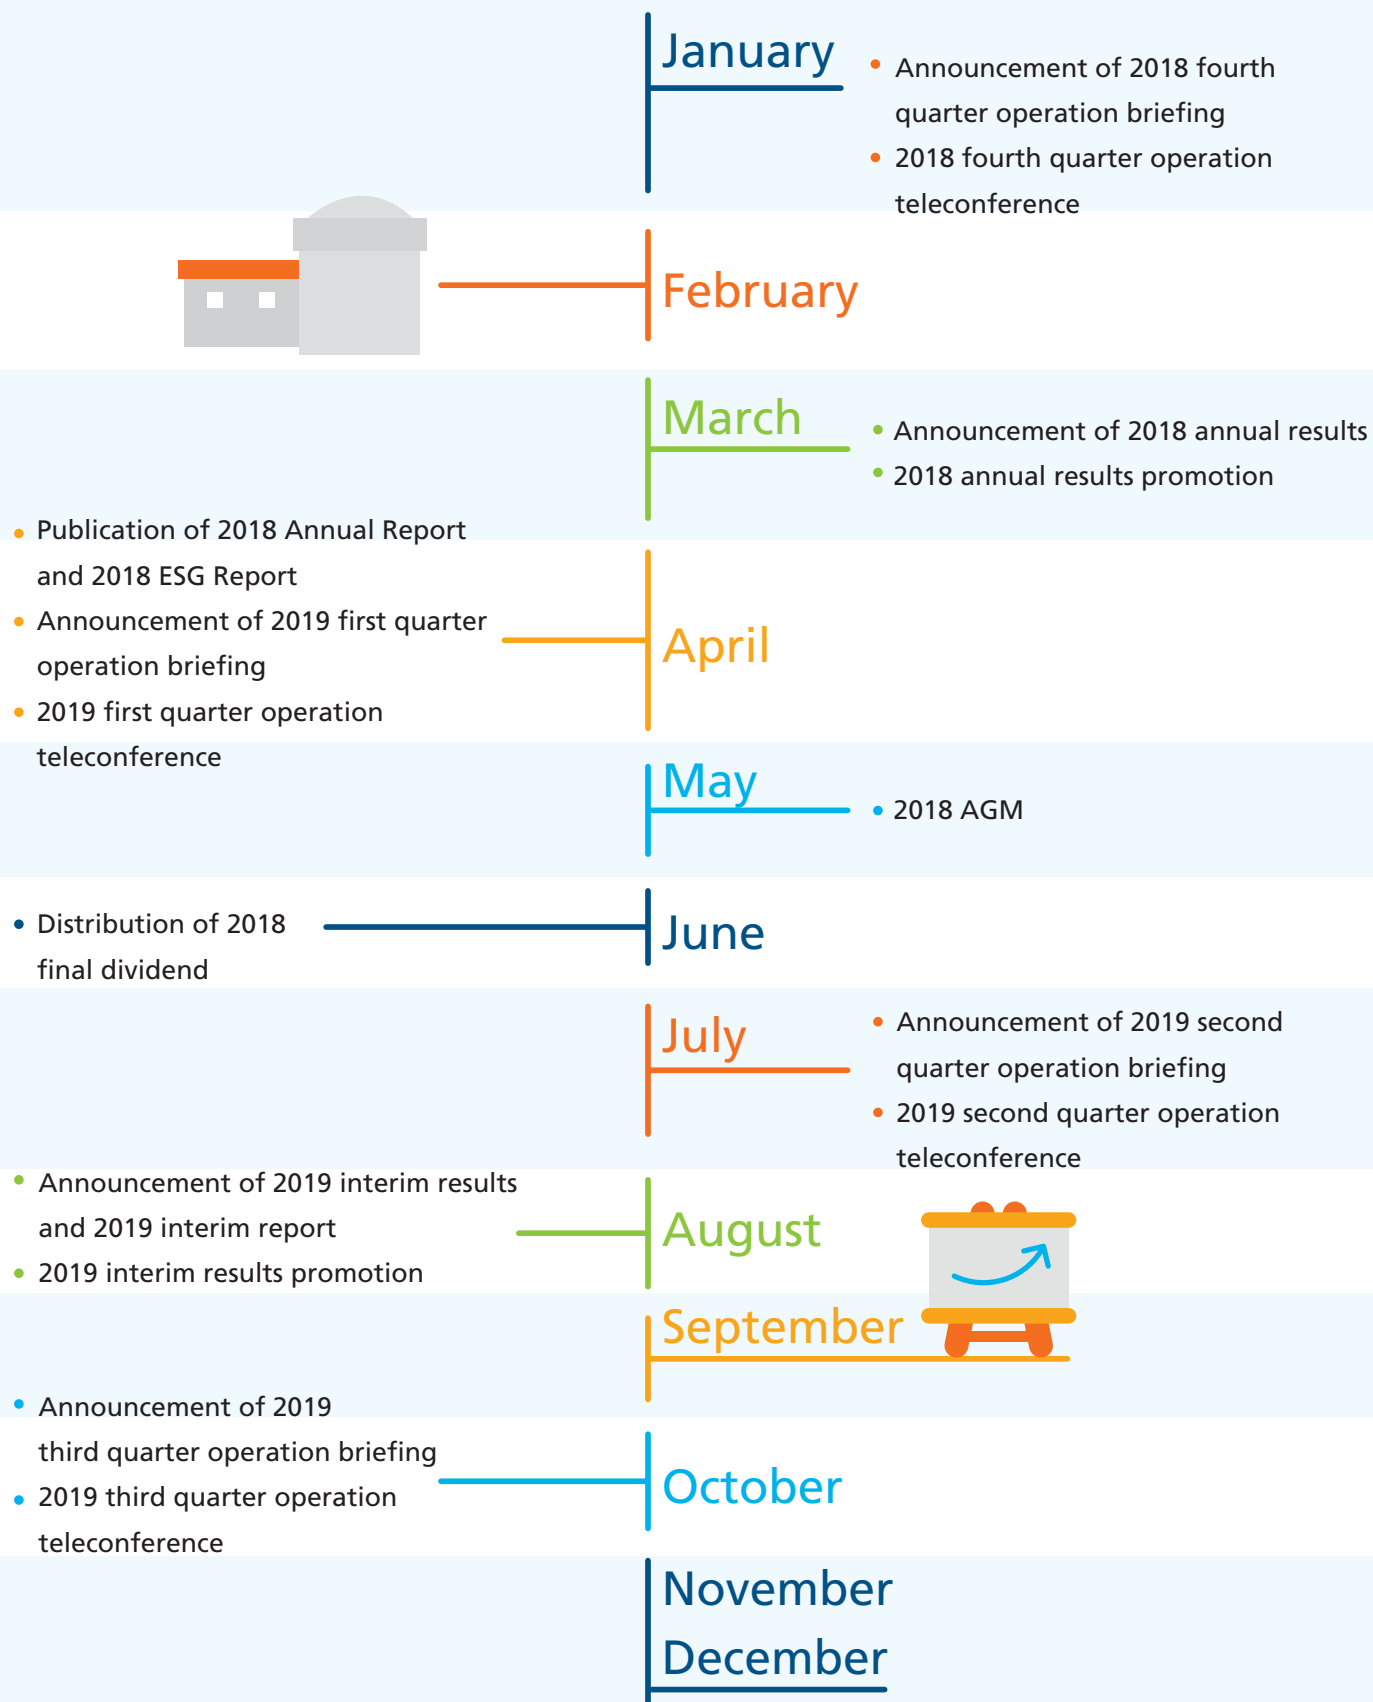 January
Announcement of 2018 fourth
quarter operation briefing
2018 fourth quarter operation
teleconference
February
March
Announcement of 2018 annual results
2018 annual results promotion
Publication of 2018 Annual Report
and 2018 ESG Report
Announcement of 2019 first quarter
operation briefing
2019 first quarter operation
teleconference
April
May
2018 AGM
Distribution of 2018
final dividend
June
July
Announcement of 2019 second
quarter operation briefing
2019 second quarter operation
teleconference
Announcement of 2019 interim results
and 2019 interim report
2019 interim results promotion
August
September
Announcement of 2019
third quarter operation briefing
2019 third quarter operation
teleconference
October
November
December